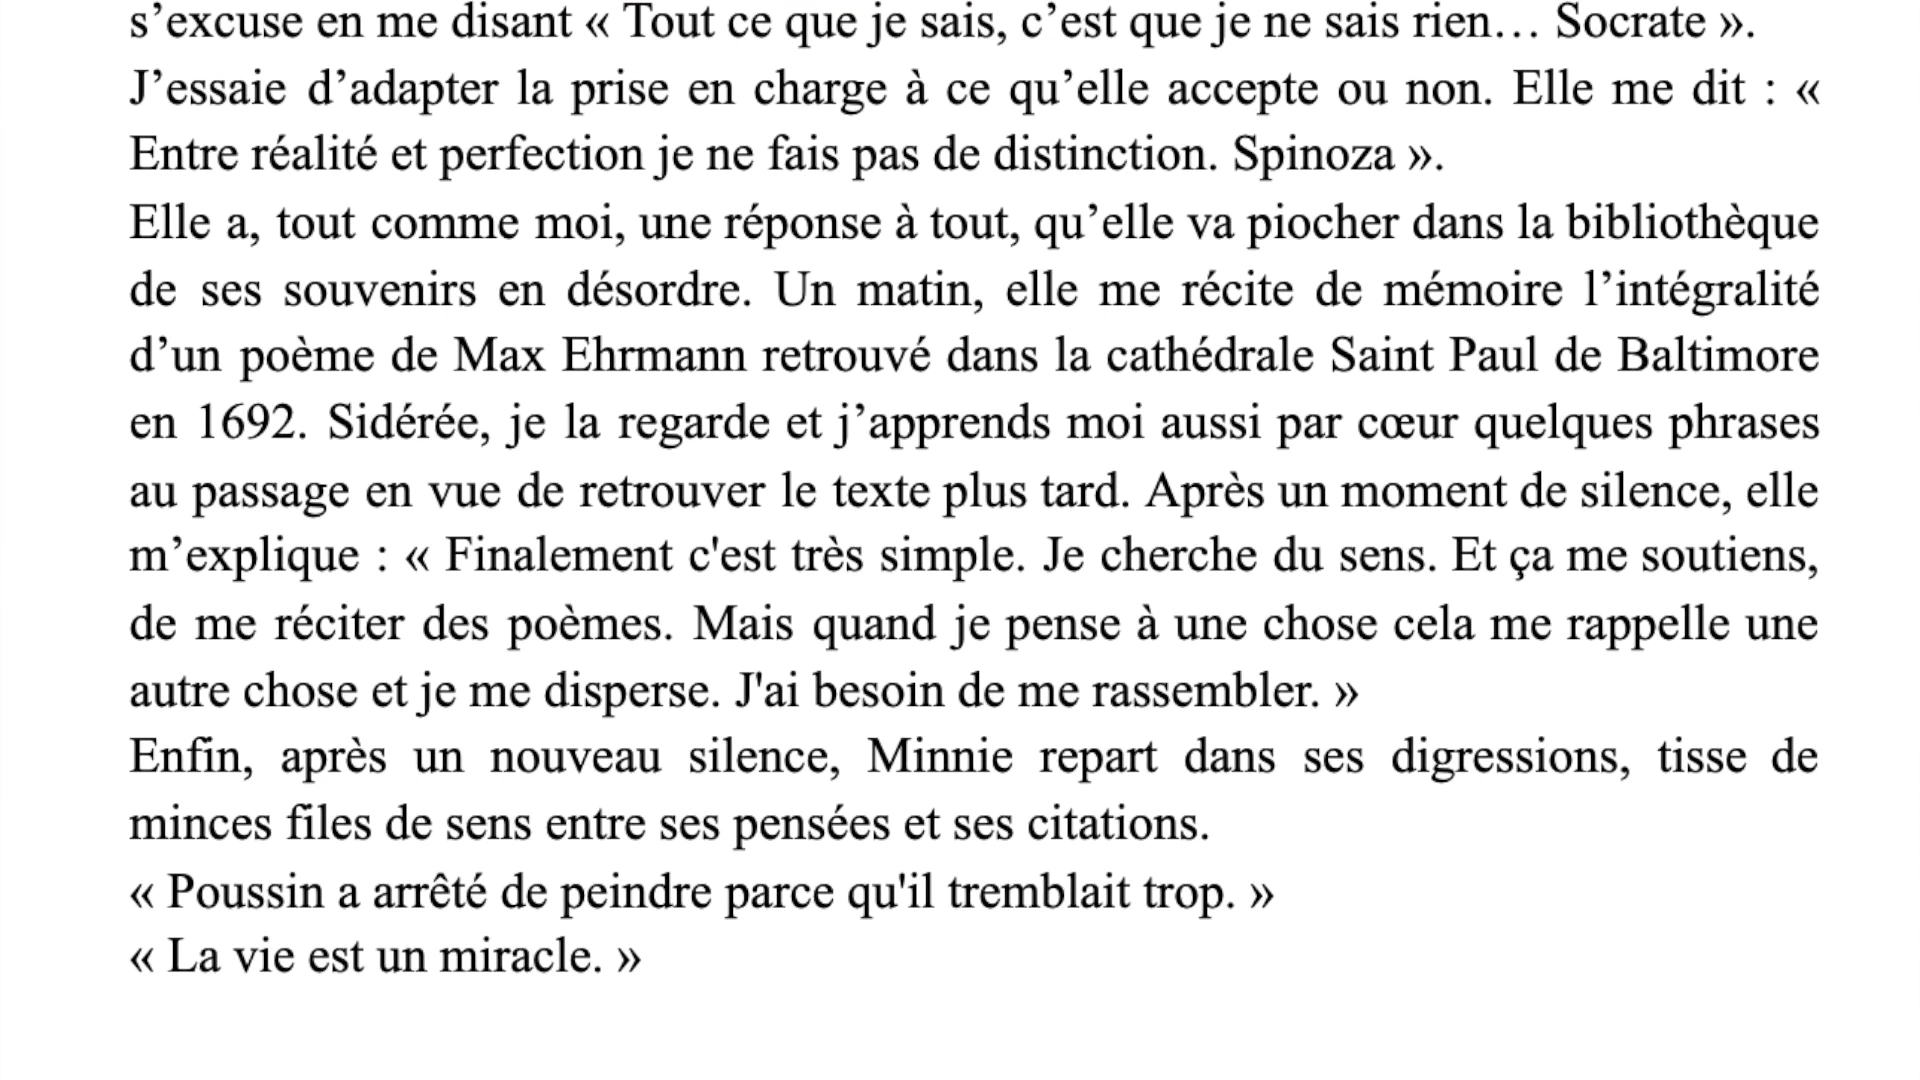 s’excuse en me disant « Tout ce que je sais, c’est que je ne sais rien… Socrate ».
J’essaie d’adapter la prise en charge à ce qu’elle accepte ou non. Elle me dit : «
Entre réalité et perfection je ne fais pas de distinction. Spinoza ».
Elle a, tout comme moi, une réponse à tout, qu’elle va piocher dans la bibliothèque
de ses souvenirs en désordre. Un matin, elle me récite de mémoire l’intégralité
d’un poème de Max Ehrmann retrouvé dans la cathédrale Saint Paul de Baltimore
en 1692. Sidérée, je la regarde et j’apprends moi aussi par cœur quelques phrases
au passage en vue de retrouver le texte plus tard. Après un moment de silence, elle
m’explique : « Finalement c'est très simple. Je cherche du sens. Et ça me soutiens,
de me réciter des poèmes. Mais quand je pense à une chose cela me rappelle une
autre chose et je me disperse. J'ai besoin de me rassembler. »
Enfin, après un nouveau silence, Minnie repart dans ses digressions, tisse de
minces files de sens entre ses pensées et ses citations.
« Poussin a arrêté de peindre parce qu'il tremblait trop. »
« La vie est un miracle. »